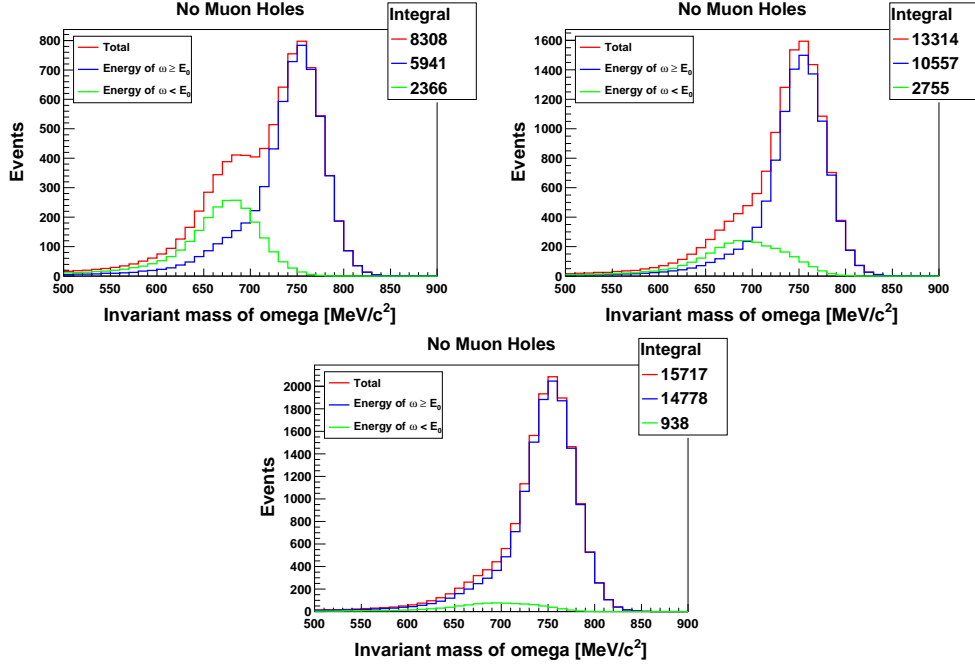 No Muon Holes
Integral
8308
5941
2366
Total
Energy of ω ≥ E₀
Energy of ω < E₀
Events
800
700
600
500
400
300
200
100
0
500 550 600 650 700 750 800 850 900
Invariant mass of omega [MeV/c²]
No Muon Holes
Integral
13314
10557
2755
Total
Energy of ω ≥ E₀
Energy of ω < E₀
Events
1600
1400
1200
1000
800
600
400
200
0
500 550 600 650 700 750 800 850 900
Invariant mass of omega [MeV/c²]
No Muon Holes
Integral
15717
14778
938
Total
Energy of ω ≥ E₀
Energy of ω < E₀
Events
2000
1800
1600
1400
1200
1000
800
600
400
200
0
500 550 600 650 700 750 800 850 900
Invariant mass of omega [MeV/c²]